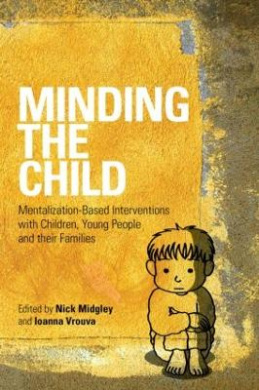 MINDING
THE
CHILD
Mentalization-Based Interventions
with Children, Young People
and their Families
Edited by Nick Midgley
and Ioanna Vrouva